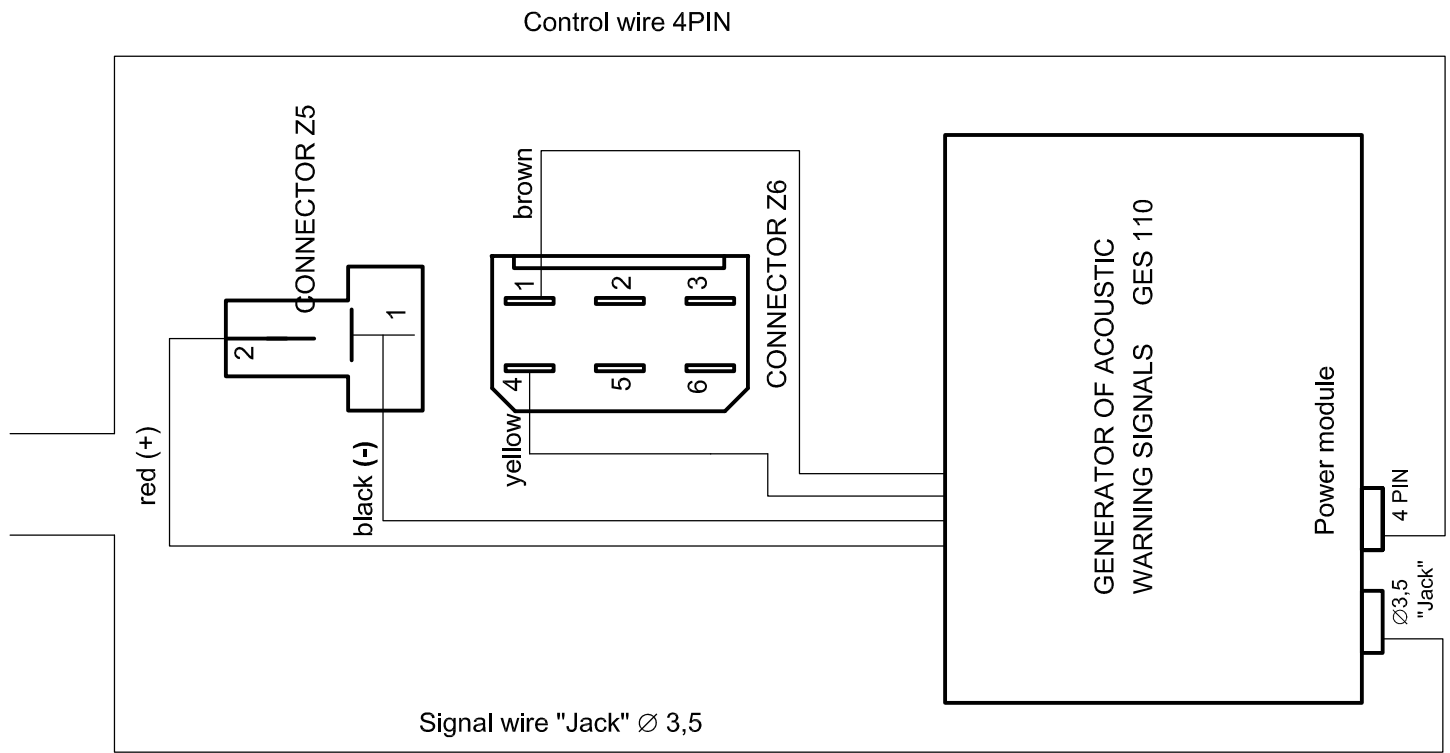 Control wire 4PIN
CONNECTOR Z5
2
1
red (+)
black (-)
brown
1
2
3
4
5
6
yellow
CONNECTOR Z6
GENERATOR OF ACOUSTIC
WARNING SIGNALS GES 110
Power module
4 PIN
∅3,5
"Jack"
Signal wire "Jack" ∅ 3,5